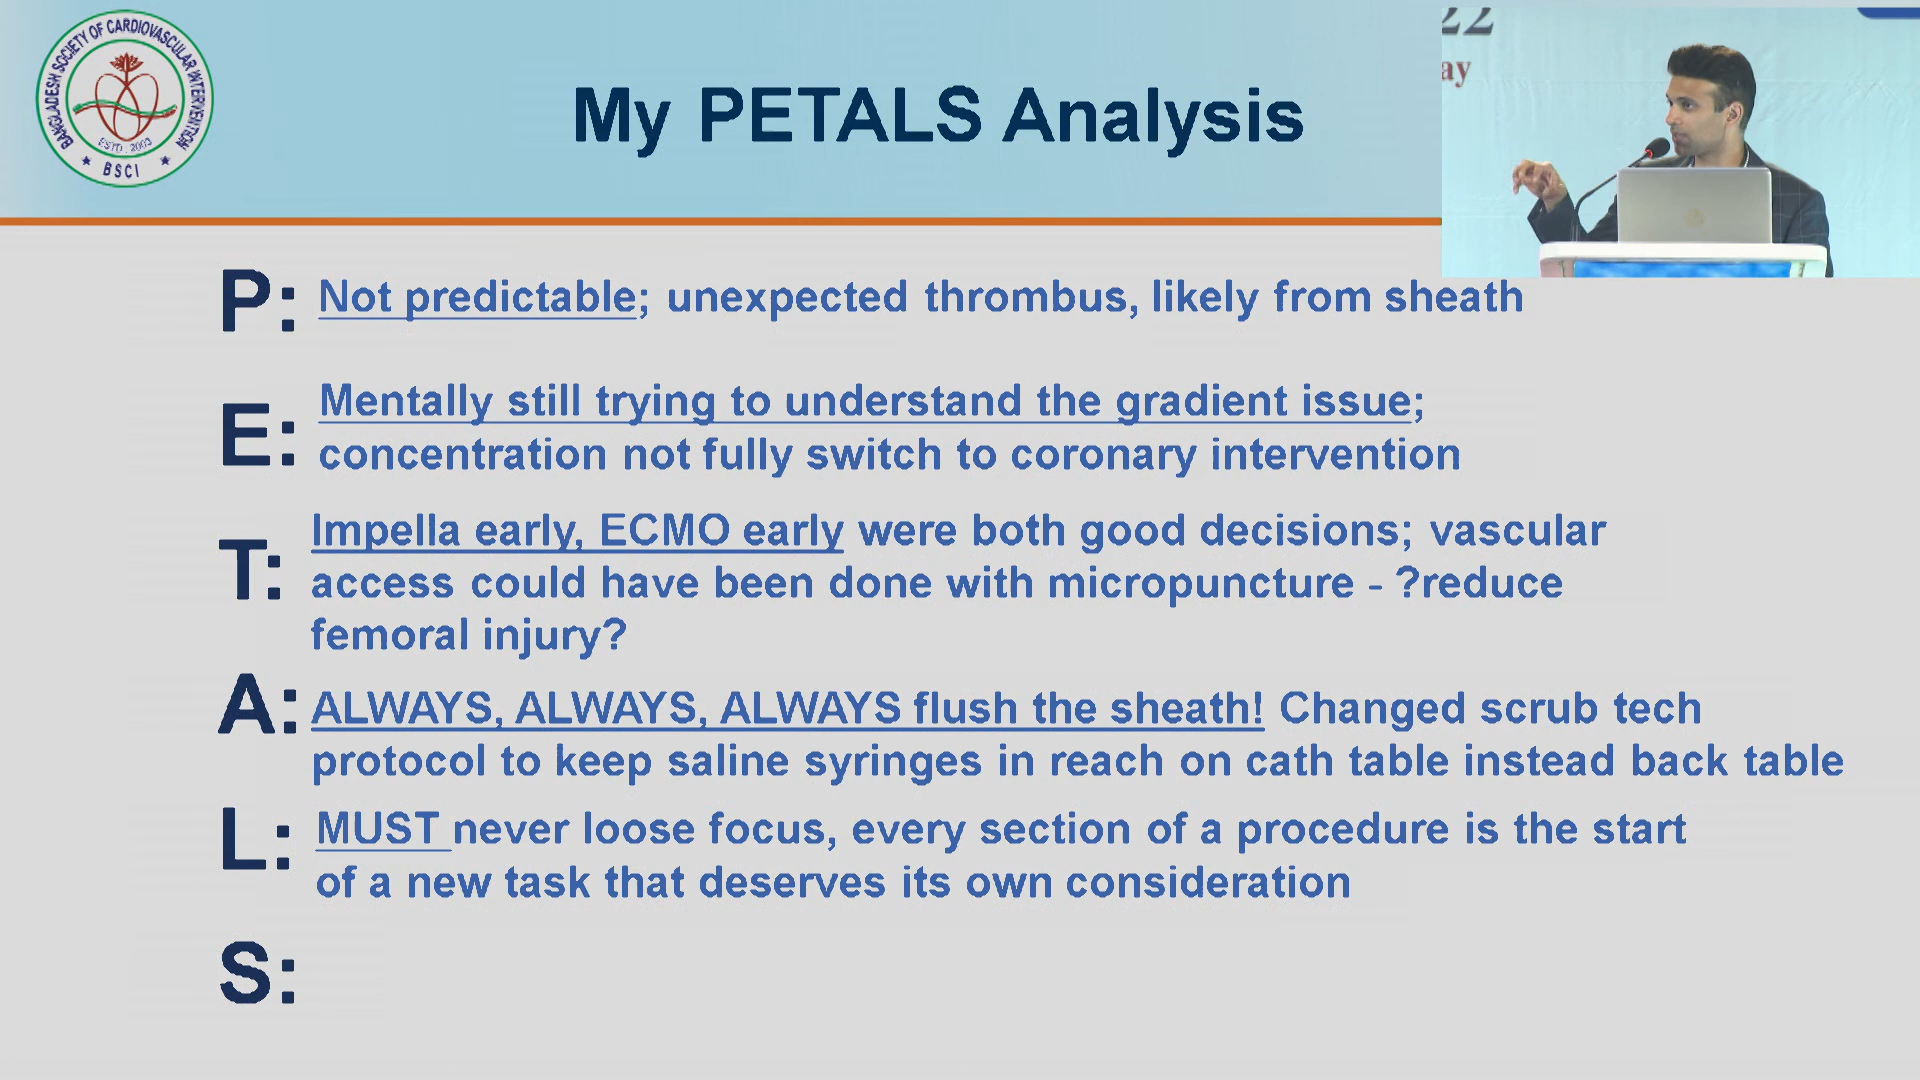 BANGLADESH SOCIETY OF CARDIOVASCULAR INTERVENTION
ESTD : 2003
BSCI
My PETALS Analysis
22
ay
P: Not predictable; unexpected thrombus, likely from sheath
E: Mentally still trying to understand the gradient issue;
concentration not fully switch to coronary intervention
T: Impella early, ECMO early were both good decisions; vascular
access could have been done with micropuncture - ?reduce
femoral injury?
A: ALWAYS, ALWAYS, ALWAYS flush the sheath! Changed scrub tech
protocol to keep saline syringes in reach on cath table instead back table
L: MUST never loose focus, every section of a procedure is the start
of a new task that deserves its own consideration
S: